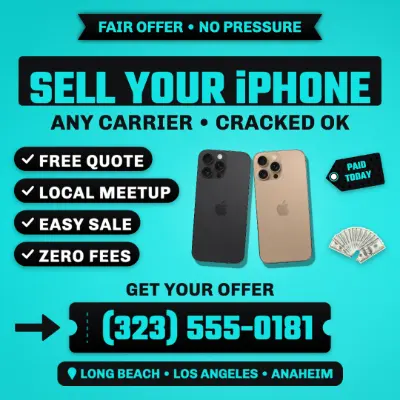 FAIR OFFER • NO PRESSURE
SELL YOUR iPHONE
ANY CARRIER • CRACKED OK
✓ FREE QUOTE
✓ LOCAL MEETUP
✓ EASY SALE
✓ ZERO FEES
PAID
TODAY
GET YOUR OFFER
(323) 555-0181
LONG BEACH • LOS ANGELES • ANAHEIM